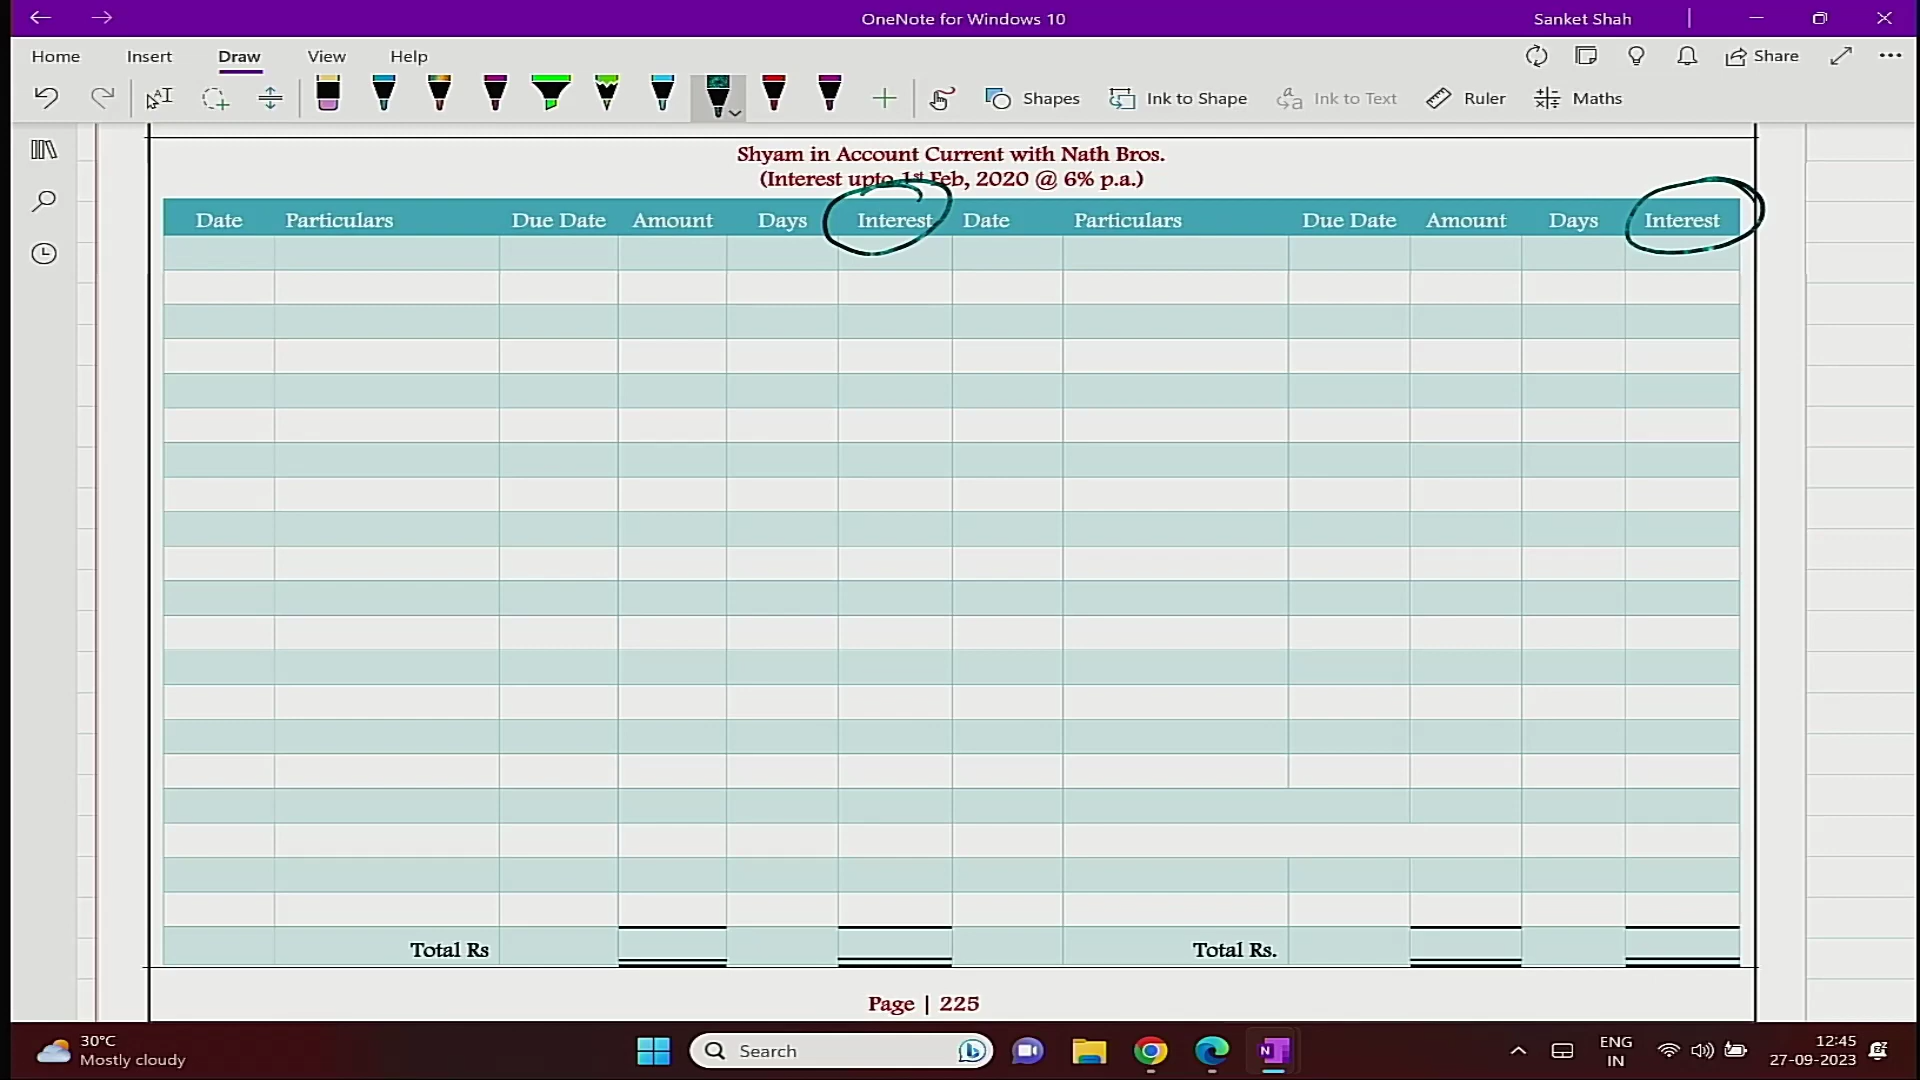 OneNote for Windows 10
Sanket Shah
Home Insert Draw View Help
Share
Shapes Ink to Shape Ink to Text Ruler Maths
Shyam in Account Current with Nath Bros.
(Interest upto 1st Feb, 2020 @ 6% p.a.)
Date Particulars Due Date Amount Days Interest Date Particulars Due Date Amount Days Interest
Total Rs Total Rs.
Page | 225
30°C
Mostly cloudy
Search
ENG
IN
12:45
27-09-2023